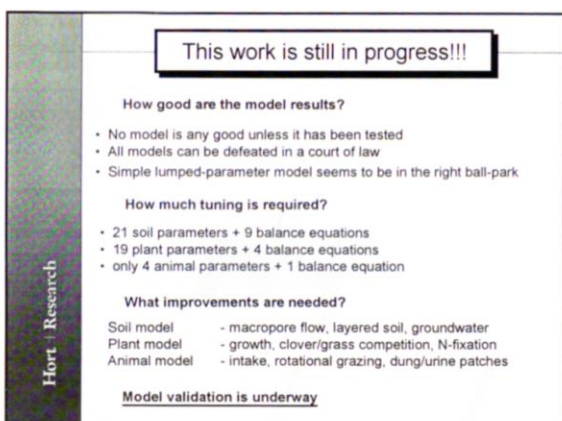 This work is still in progress!!!
How good are the model results?
• No model is any good unless it has been tested
• All models can be defeated in a court of law
• Simple lumped-parameter model seems to be in the right ball-park
How much tuning is required?
• 21 soil parameters + 9 balance equations
• 19 plant parameters + 4 balance equations
• only 4 animal parameters + 1 balance equation
What improvements are needed?
Soil model - macropore flow, layered soil, groundwater
Plant model - growth, clover/grass competition, N-fixation
Animal model - intake, rotational grazing, dung/urine patches
Model validation is underway
Hort | Research